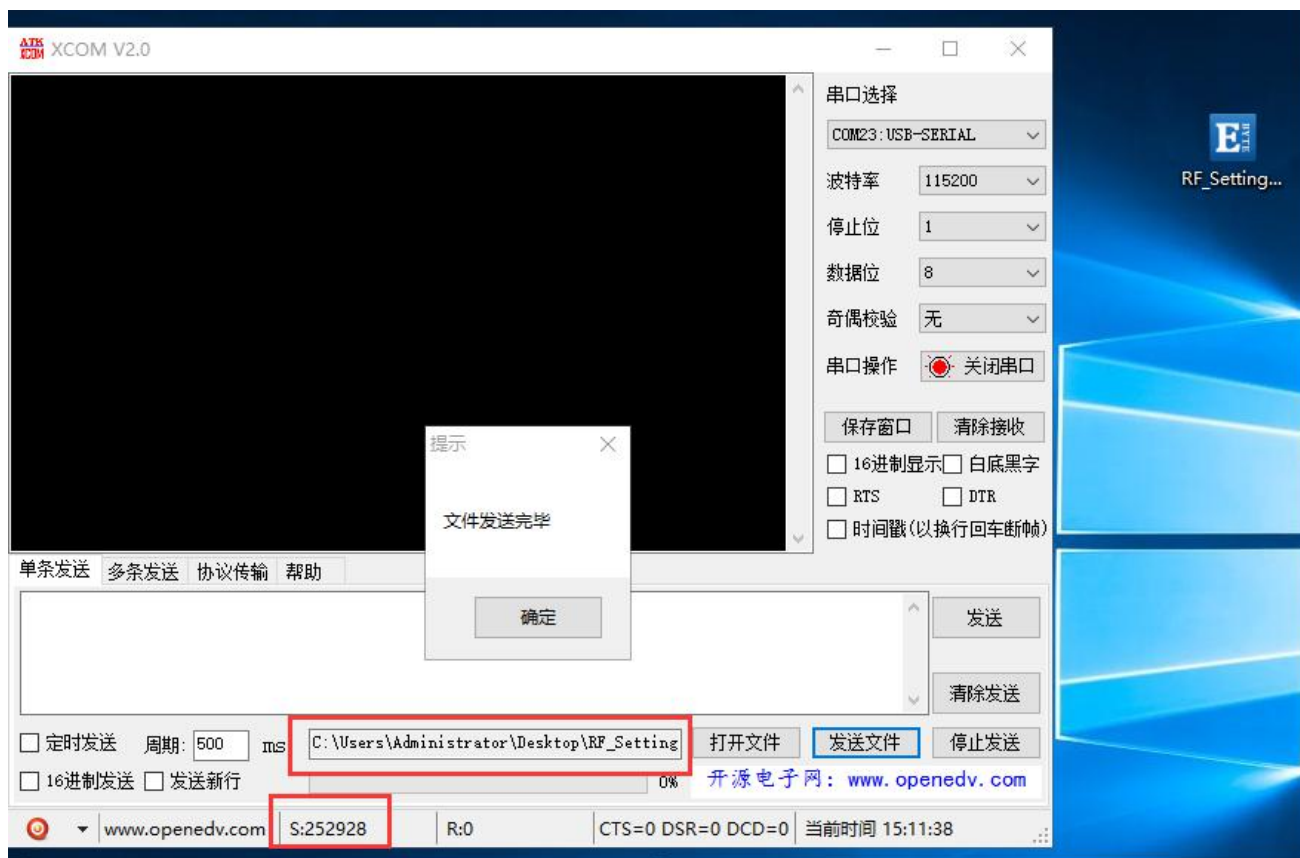 ATK
XCOM
XCOM V2.0
串口选择
COM23:USB-SERIAL
波特率 115200
停止位 1
数据位 8
奇偶校验 无
串口操作 关闭串口
保存窗口 清除接收
16进制显示 白底黑字
RTS DTR
时间戳(以换行回车断帧)
E
BYTE
RF_Setting...
提示
文件发送完毕
确定
单条发送 多条发送 协议传输 帮助
发送
清除发送
定时发送 周期: 500 ms C:\Users\Administrator\Desktop\RF_Setting 打开文件 发送文件 停止发送
16进制发送 发送新行 0% 开源电子网: www.openedv.com
www.openedv.com S:252928 R:0 CTS=0 DSR=0 DCD=0 当前时间 15:11:38